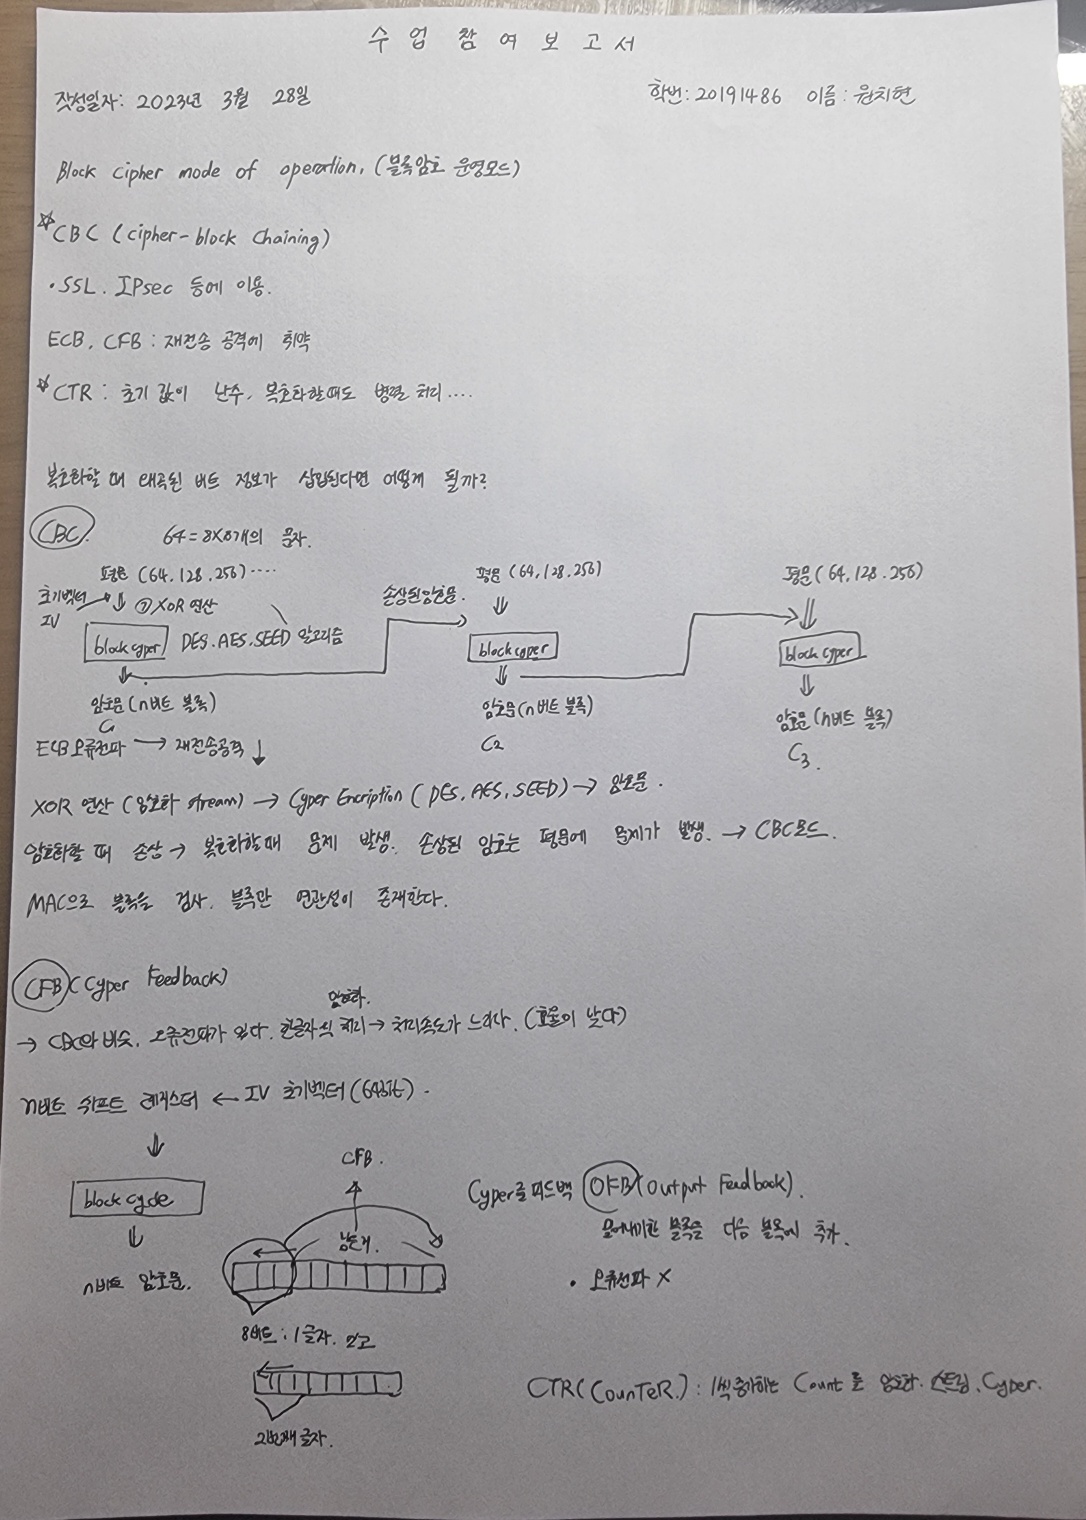 수 업 참 여 보 고 서
작성일자: 2023년 3월 28일 학번: 20191486 이름: 원치현
Block cipher mode of operation. (블록암호 운영모드)
☆CBC (cipher-block chaining)
·SSL. IPsec 등에 이용.
ECB, CFB : 재전송 공격에 취약
☆CTR : 초기 값이 난수, 복호화할때도 병렬 처리....
복호화할 때 왜곡된 비트 정보가 삽입된다면 어떻게 될까?
CBC. 64=8X8개의 문자.
평문 (64,128,256)....
초기벡터
IV
⊕XOR 연산
block cyper
DES.AES.SEED 알고리즘
암호문(n비트 블록)
C1
손상된암호문.
평문 (64,128.256)
block cyper
암호문(n비트 블록)
C2
평문 (64,128.256)
block cyper
암호문(n비트 블록)
C3.
ECB오류전파 → 재전송공격 ↓
XOR 연산 (암호화 stream) → Cyper Encription ( DES, AES, SEED) → 암호문.
암호화할 때 손상 → 복호화할때 문제 발생. 손상된 암호는 평문에 문제가 발생. → CBC모드.
MAC으로 블록을 검사. 블록만 연관성이 존재한다.
CFB (Cyper Feedback)
암호화.
→ CBC와 비슷, 오류전파가 있다. 한글자씩 처리 → 처리속도가 느리다. (효율이 낮다)
n비트 쉬프트 레지스터 ← IV 초기벡터(64bit).
block cycle
n비트 암호문.
CFB.
남은거.
8비트 : 1글자.
2번째 글자.
Cyper를 피드백 OFB(Output Feedback).
블록을 다음 블록에 추가.
• 오류전파 X
CTR(CounTeR.) : 1씩 증가하는 Count를 암호화. 스트림. Cyper.